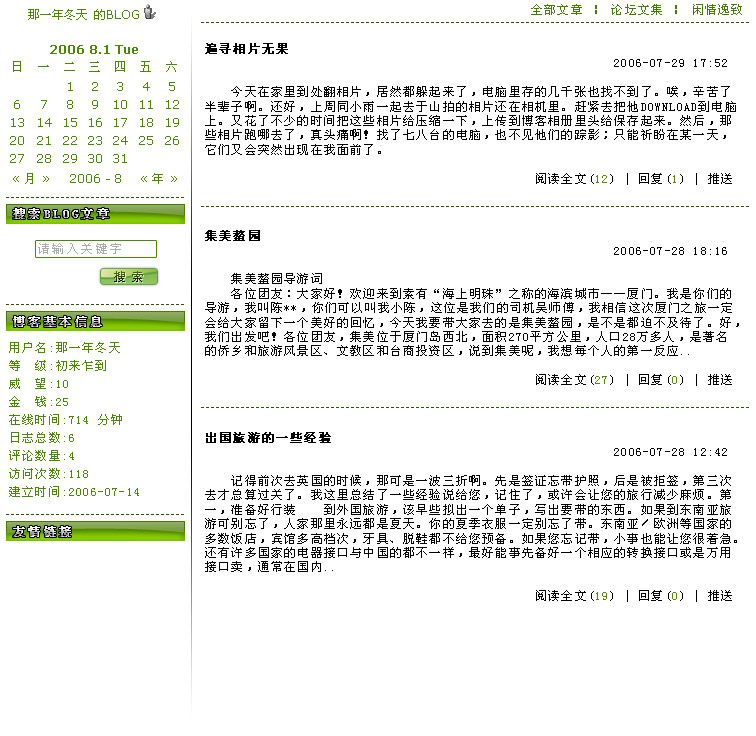 那一年冬天 的BLOG
2006 8.1 Tue
日 一 二 三 四 五 六
1 2 3 4 5
6 7 8 9 10 11 12
13 14 15 16 17 18 19
20 21 22 23 24 25 26
27 28 29 30 31
« 月 » 2006 - 8 « 年 »
搜索BLOG文章
请输入关键字
搜 索
博客基本信息
用户名:那一年冬天
等 级:初来乍到
威 望:10
金 钱:25
在线时间:714 分钟
日志总数:6
评论数量:4
访问次数:118
建立时间:2006-07-14
友情链接
全部文章 ¦ 论坛文集 ¦ 闲情逸致
遍寻相片无果
2006-07-29 17:52
今天在家里到处翻相片，居然都躲起来了，电脑里存的几千张也找不到了。唉，辛苦了
半辈子啊。还好，上周同小雨一起去于山拍的相片还在相机里。赶紧去把他DOWNLOAD到电脑
上。又花了不少的时间把这些相片给压缩一下，上传到博客相册里头给保存起来。然后，那
些相片跑哪去了，真头痛啊！找了七八台的电脑，也不见他们的踪影；只能祈盼在某一天，
它们又会突然出现在我面前了。
阅读全文(12) | 回复(1) | 推送
集美鳌园
2006-07-28 18:16
集美鳌园导游词
各位团友：大家好！欢迎来到素有“海上明珠”之称的海滨城市——厦门。我是你们的
导游，我叫陈**，你们可以叫我小陈，这位是我们的司机吴师傅，我相信这次厦门之旅一定
会给大家留下一个美好的回忆，今天我要带大家去的是集美鳌园，是不是都迫不及待了。好，
我们出发吧！各位团友，集美位于厦门岛西北，面积270平方公里，人口28万多人，是著名
的侨乡和旅游风景区、文教区和台商投资区，说到集美呢，我想每个人的第一反应..
阅读全文(27) | 回复(0) | 推送
出国旅游的一些经验
2006-07-28 12:42
记得前次去英国的时候，那可是一波三折啊。先是签证忘带护照，后是被拒签，第三次
去才总算过关了。我这里总结了一些经验说给您，记住了，或许会让您的旅行减少麻烦。第
一，准备好行装 到外国旅游，该早些拟出一个单子，写出要带的东西。如果到东南亚旅
游可别忘了，人家那里永远都是夏天。你的夏季衣服一定别忘了带。东南亚／欧洲等国家的
多数饭店，宾馆多高档次，牙具、脱鞋都不给您预备。如果您忘记带，小事也能让您很着急。
还有许多国家的电器接口与中国的都不一样，最好能事先备好一个相应的转换接口或是万用
接口卖，通常在国内..
阅读全文(19) | 回复(0) | 推送